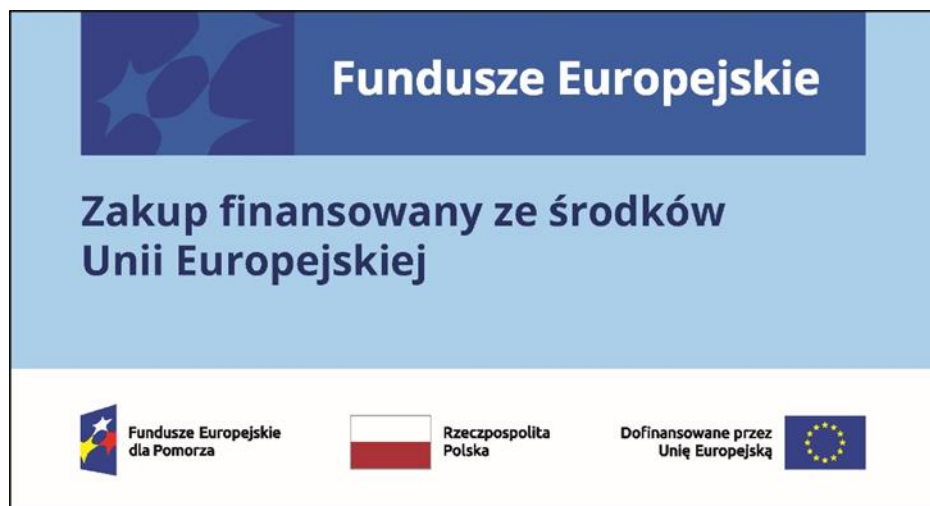 Fundusze Europejskie
Zakup finansowany ze środków
Unii Europejskiej
Fundusze Europejskie
dla Pomorza
Rzeczpospolita
Polska
Dofinansowane przez
Unię Europejską